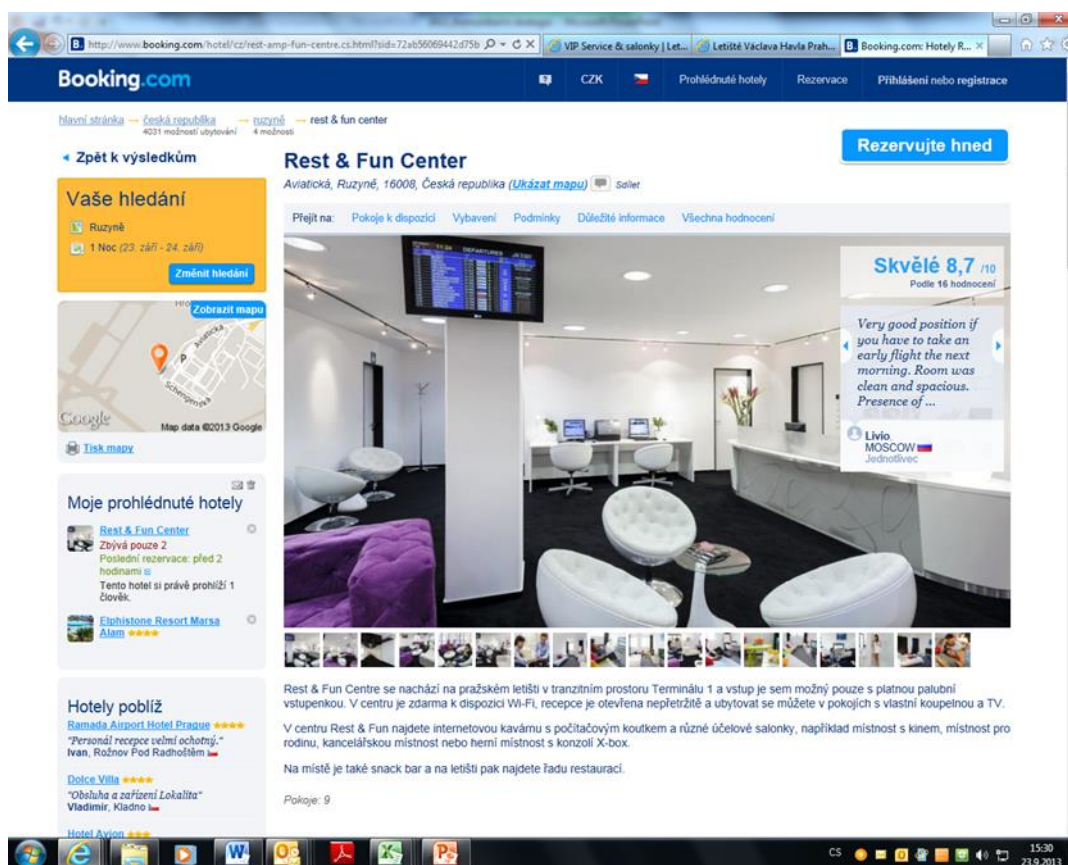 http://www.booking.com/hotel/cz/rest-amp-fun-centre.cs.html?sid=72ab56069442d75b
VIP Service & salonky | Let...
Letiště Václava Havla Prah...
Booking.com: Hotely R...
Booking.com
CZK
Prohlédnuté hotely
Rezervace
Přihlášení nebo registrace
hlavní stránka → česká republika → ruzyně → rest & fun center
4031 možností ubytování 4 možnosti
Zpět k výsledkům
Rest & Fun Center
Rezervujte hned
Aviatická, Ruzyně, 16008, Česká republika (Ukázat mapu) Sdílet
Vaše hledání
Ruzyně
1 Noc (23. září - 24. září)
Změnit hledání
Přejít na: Pokoje k dispozici Vybavení Podmínky Důležité informace Všechna hodnocení
DEPARTURES
Skvělé 8,7 /10
Podle 16 hodnocení
Very good position if
you have to take an
early flight the next
morning. Room was
clean and spacious.
Presence of ...
Livio,
MOSCOW
Jednotlivec
Zobrazit mapu
Aviatická
P
Schengenská
Google
Map data ©2013 Google
Tisk mapy
Moje prohlédnuté hotely
Rest & Fun Center
Zbývá pouze 2
Poslední rezervace: před 2
hodinami
Tento hotel si právě prohlíží 1
člověk.
Elphistone Resort Marsa
Alam
Hotely poblíž
Ramada Airport Hotel Prague
"Personál recepce velmi ochotný."
Ivan, Rožnov Pod Radhoštěm
Dolce Villa
"Obsluha a zařízení Lokalita"
Vladimír, Kladno
Hotel Avion
Rest & Fun Centre se nachází na pražském letišti v tranzitním prostoru Terminálu 1 a vstup je sem možný pouze s platnou palubní
vstupenkou. V centru je zdarma k dispozici Wi-Fi, recepce je otevřena nepřetržitě a ubytovat se můžete v pokojích s vlastní koupelnou a TV.
V centru Rest & Fun najdete internetovou kavárnu s počítačovým koutkem a různé účelové salonky, například místnost s kinem, místnost pro
rodinu, kancelářskou místnost nebo herní místnost s konzolí X-box.
Na místě je také snack bar a na letišti pak najdete řadu restaurací.
Pokoje: 9
CS
15:30
23.9.2013